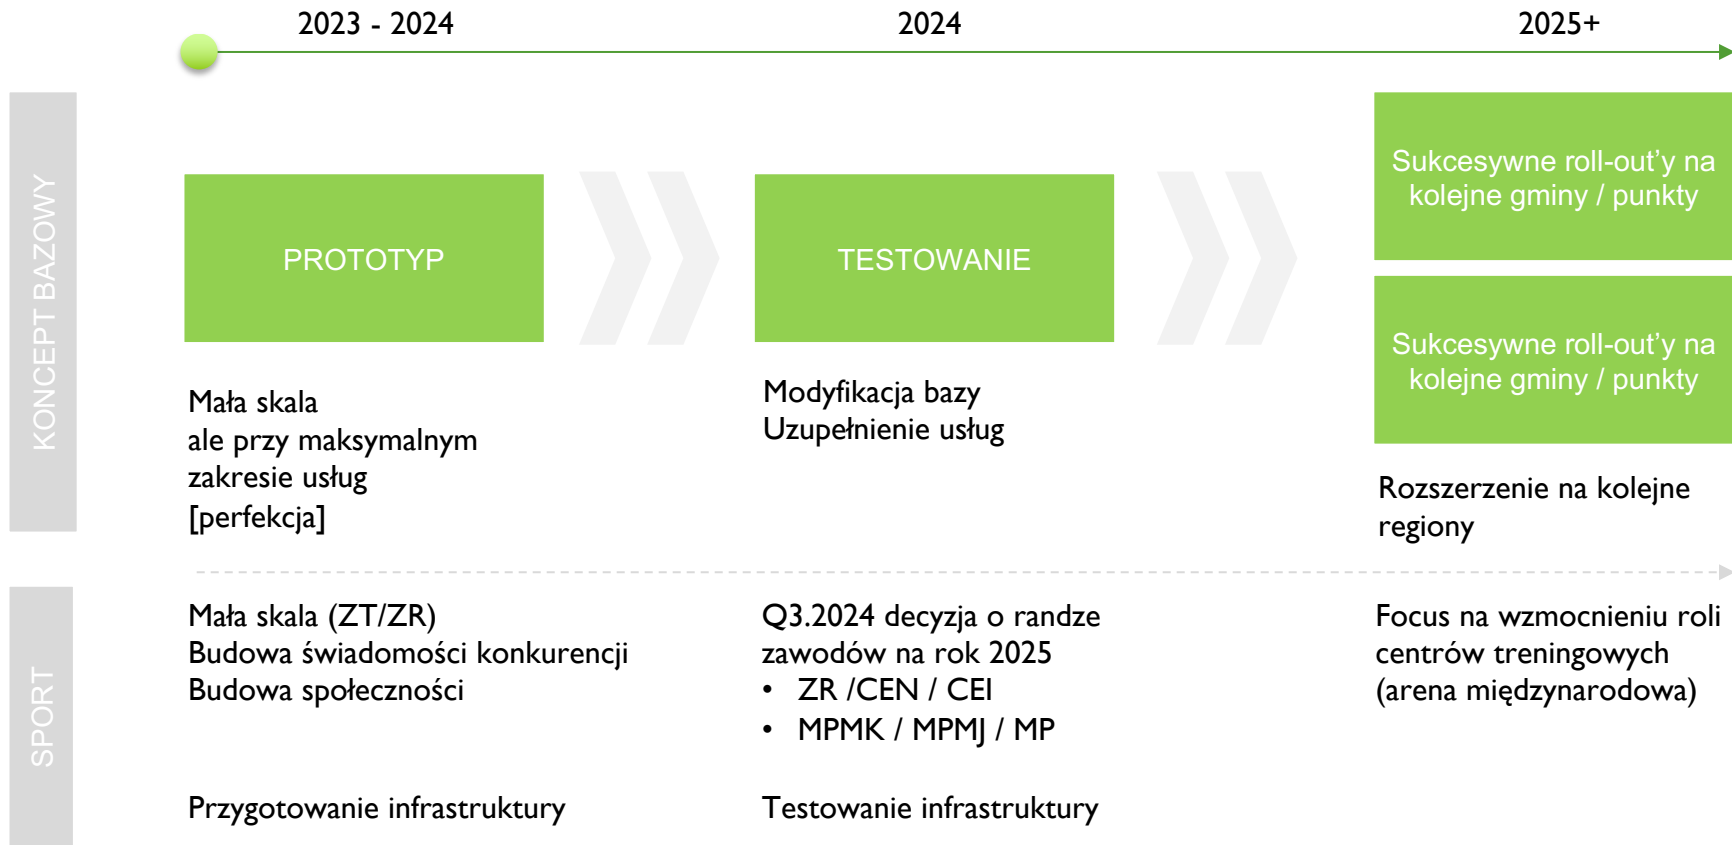 2023 - 2024
2024
2025+
KONCEPT BAZOWY
PROTOTYP
TESTOWANIE
Sukcesywne roll-out’y na
kolejne gminy / punkty
Sukcesywne roll-out’y na
kolejne gminy / punkty
Mała skala
ale przy maksymalnym
zakresie usług
[perfekcja]
Modyfikacja bazy
Uzupełnienie usług
Rozszerzenie na kolejne
regiony
SPORT
Mała skala (ZT/ZR)
Budowa świadomości konkurencji
Budowa społeczności
Przygotowanie infrastruktury
Q3.2024 decyzja o randze
zawodów na rok 2025
• ZR /CEN / CEI
• MPMK / MPMJ / MP
Testowanie infrastruktury
Focus na wzmocnieniu roli
centrów treningowych
(arena międzynarodowa)